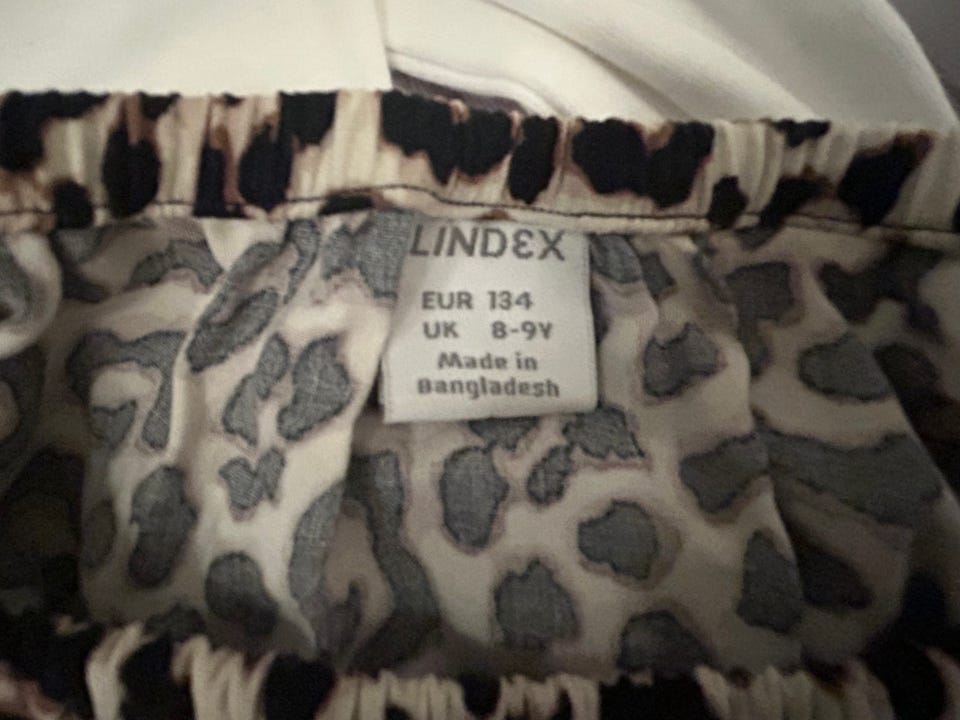 LINDEX
EUR 134
UK 8-9Y
Made in
Bangladesh